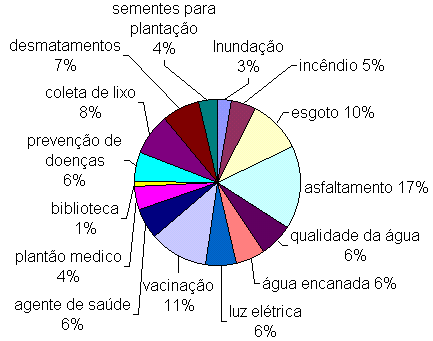 sementes para
plantação
4%
Inundação
3%
incêndio 5%
esgoto 10%
asfaltamento 17%
qualidade da água
6%
água encanada 6%
luz elétrica
6%
vacinação
11%
agente de saúde
6%
plantão medico
4%
biblioteca
1%
prevenção de
doenças
6%
coleta de lixo
8%
desmatamentos
7%